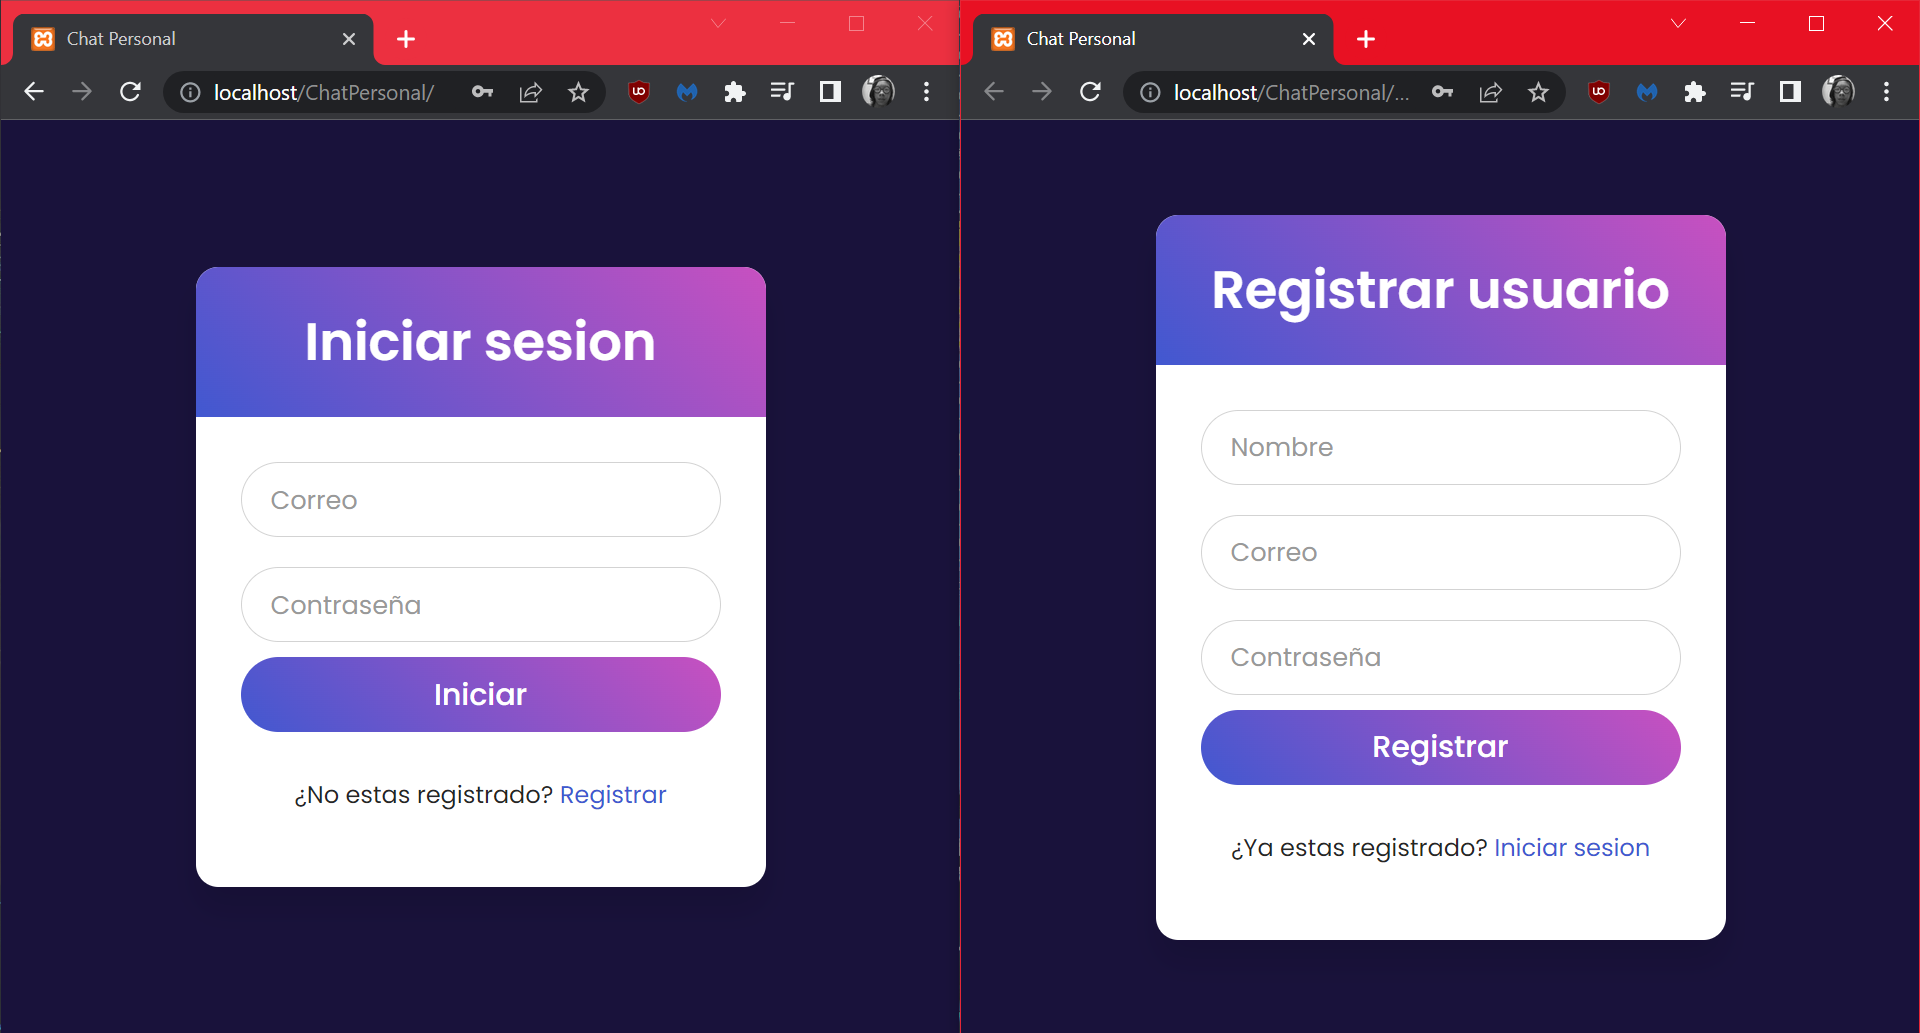 Chat Personal
localhost/ChatPersonal/
Iniciar sesion
Correo
Contraseña
Iniciar
¿No estas registrado? Registrar
Chat Personal
localhost/ChatPersonal/...
Registrar usuario
Nombre
Correo
Contraseña
Registrar
¿Ya estas registrado? Iniciar sesion